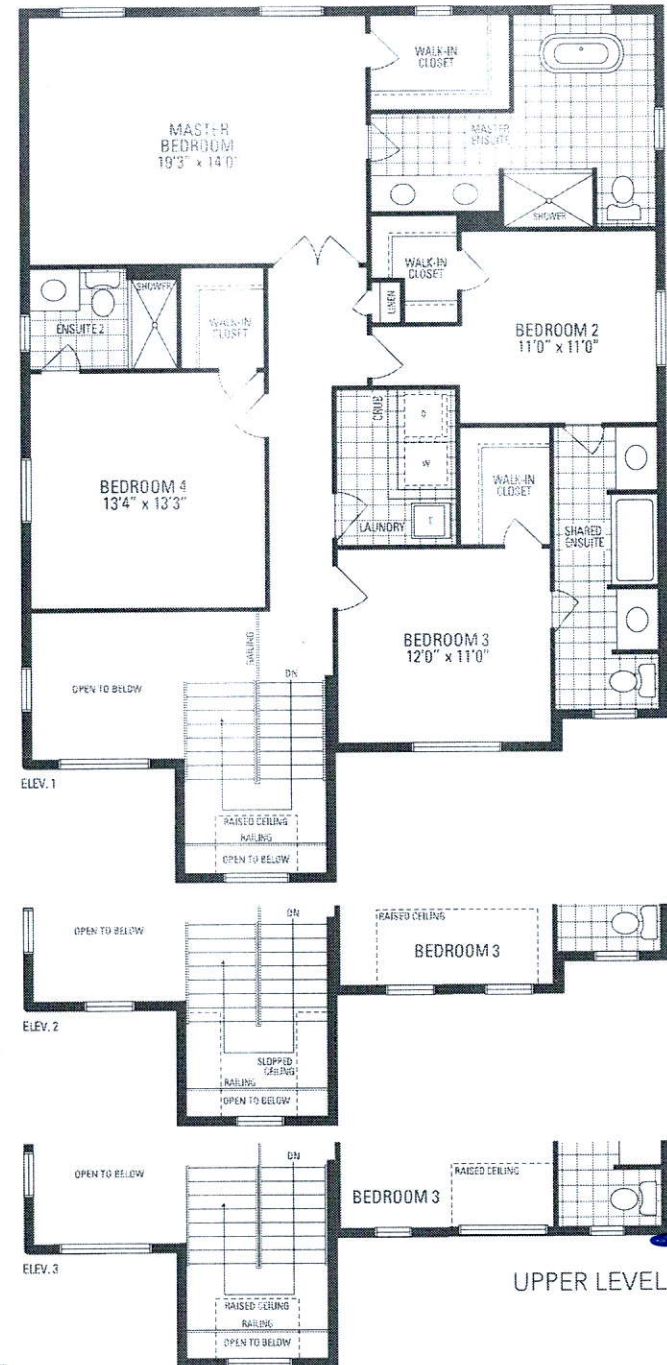 WALK-IN
CLOSET
MASTER
BEDROOM
19'3" x 14'0"
MASTER
ENSUITE
SHOWER
WALK-IN
CLOSET
LINEN
SHOWER
ENSUITE 2
WALK-IN
CLOSET
BEDROOM 2
11'0" x 11'0"
BEDROOM 4
13'4" x 13'3"
D
W
WALK-IN
CLOSET
LAUNDRY
T
SHARED
ENSUITE
BEDROOM 3
12'0" x 11'0"
RAILING
DN
OPEN TO BELOW
ELEV. 1
RAISED CEILING
RAILING
OPEN TO BELOW
OPEN TO BELOW
DN
RAISED CEILING
BEDROOM 3
ELEV. 2
SLOPPED
CEILING
RAILING
OPEN TO BELOW
OPEN TO BELOW
DN
RAISED CEILING
BEDROOM 3
ELEV. 3
UPPER LEVEL
RAISED CEILING
RAILING
OPEN TO BELOW